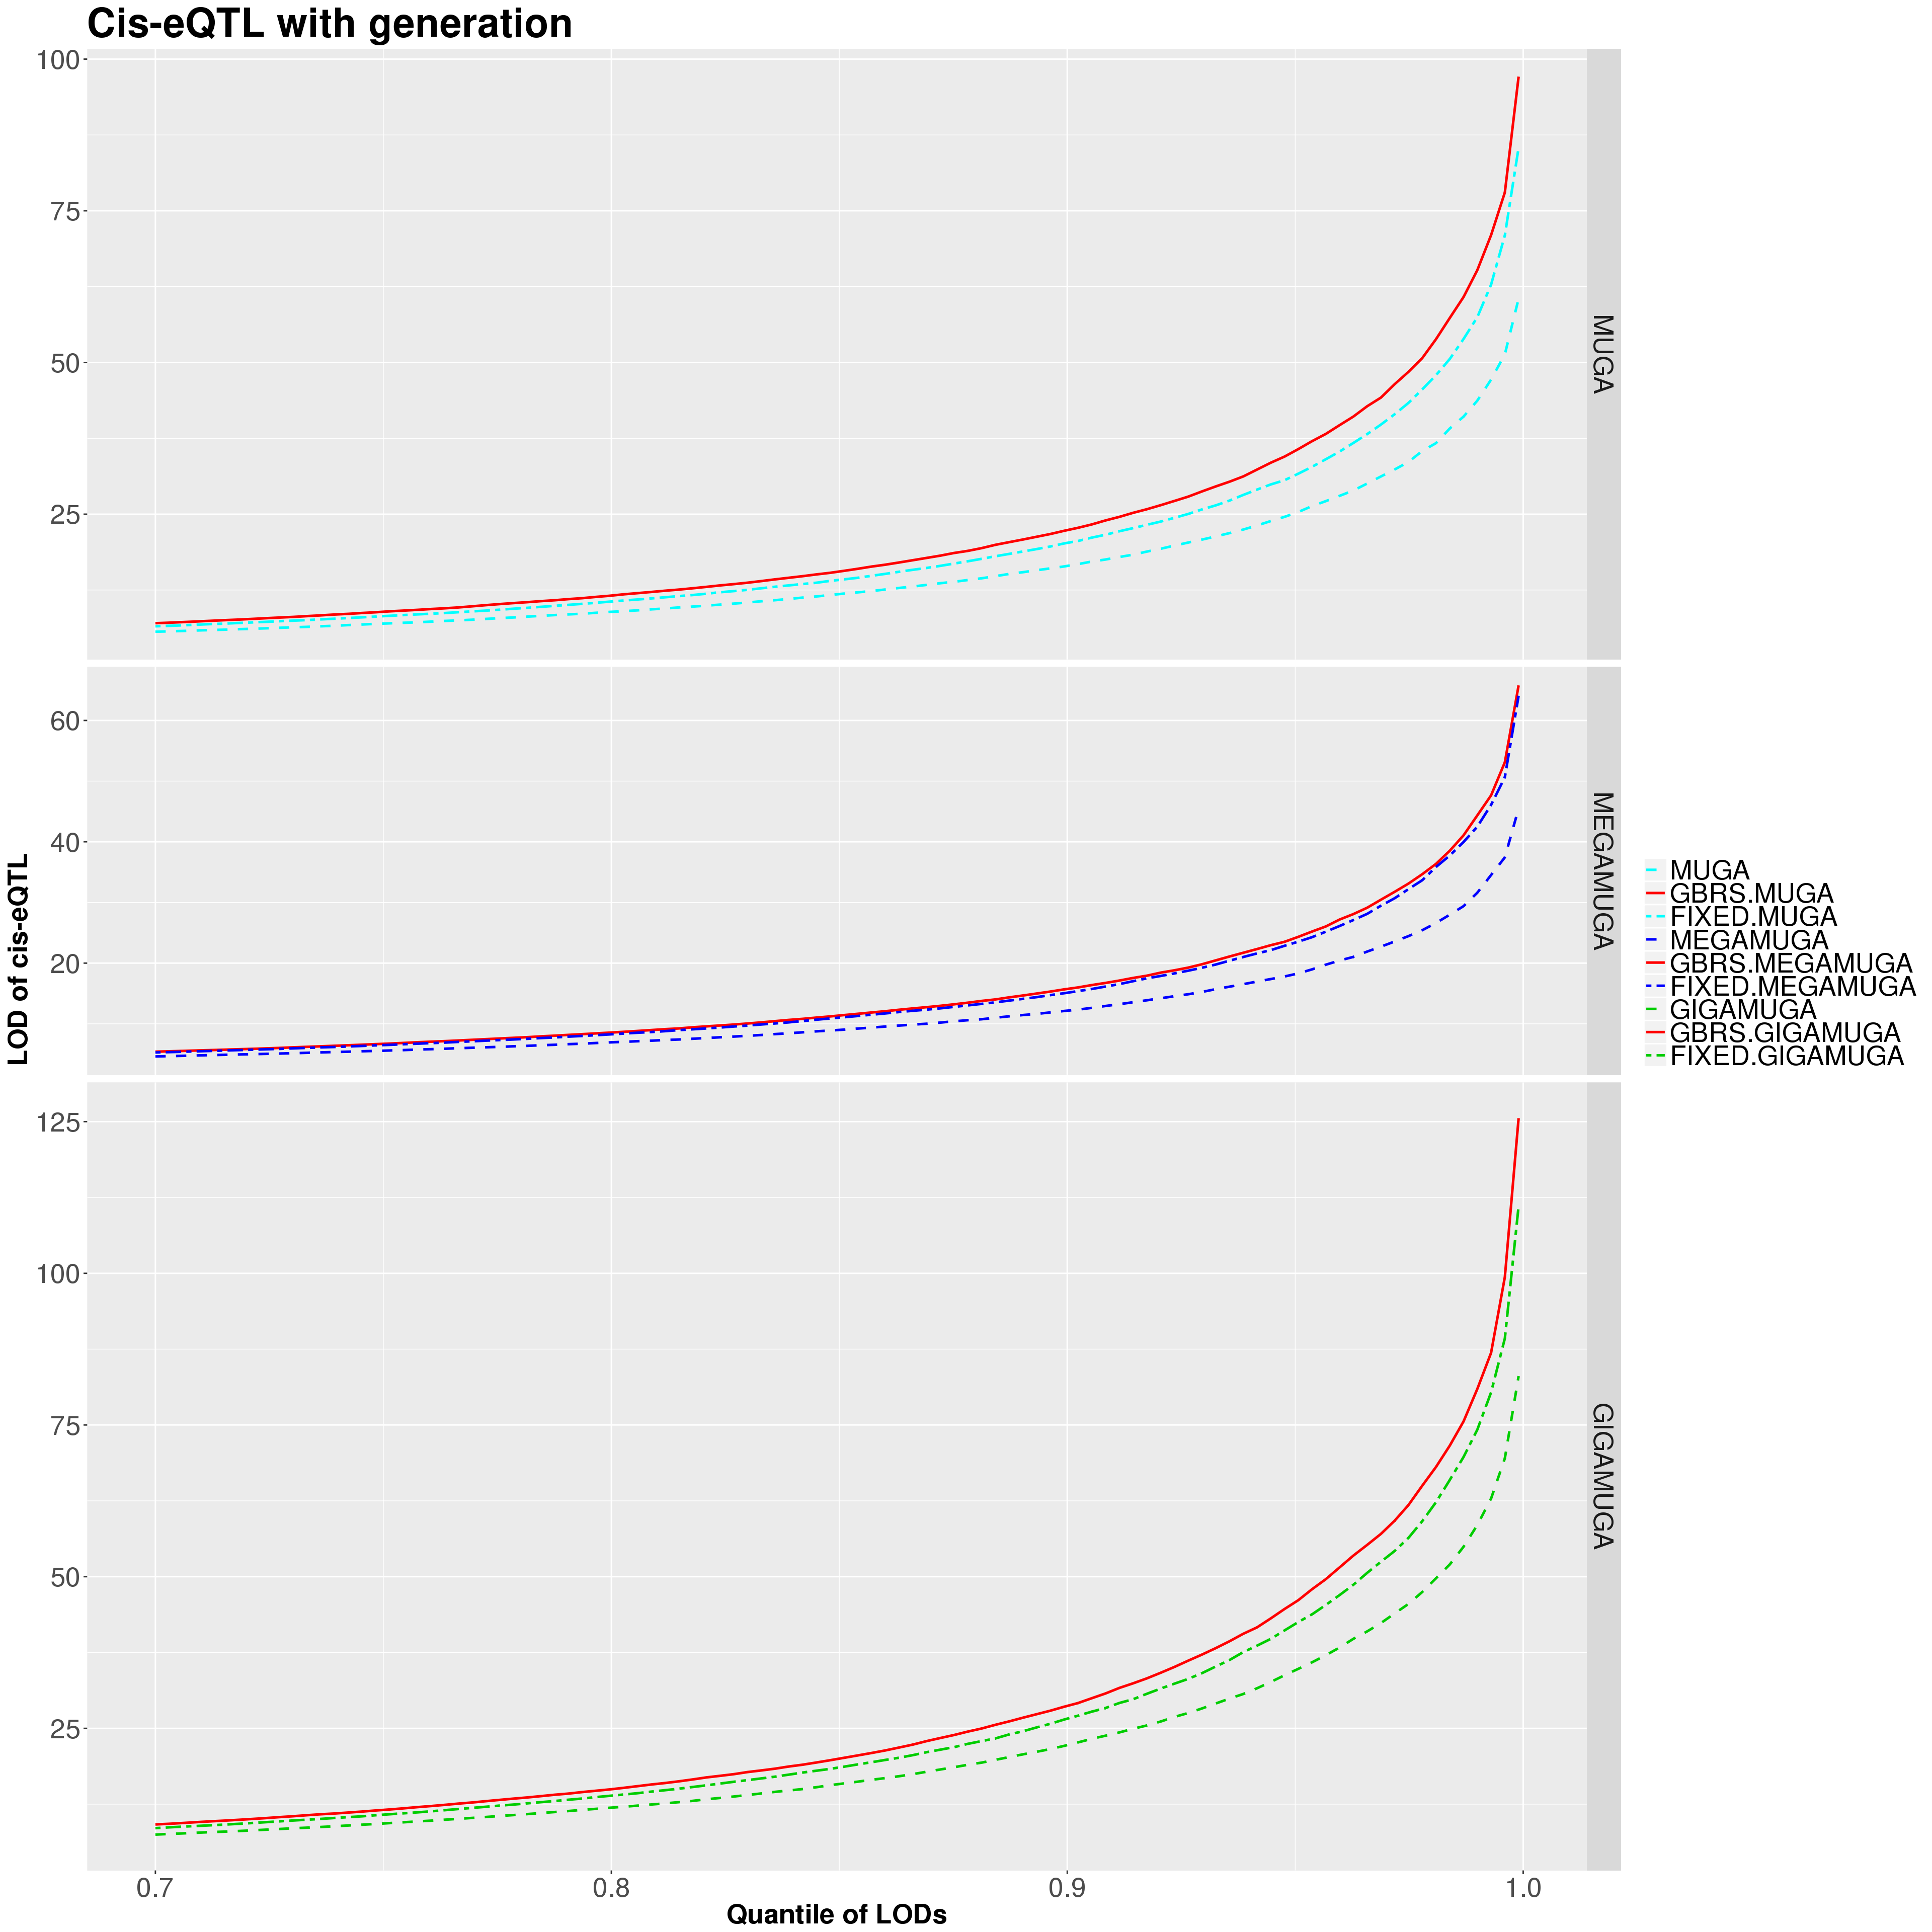 Cis-eQTL with generation
LOD of cis-eQTL
100
75
50
25
MUGA
60
40
20
MEGAMUGA
125
100
75
50
25
GIGAMUGA
0.7 0.8 0.9 1.0
Quantile of LODs
MUGA
GBRS.MUGA
FIXED.MUGA
MEGAMUGA
GBRS.MEGAMUGA
FIXED.MEGAMUGA
GIGAMUGA
GBRS.GIGAMUGA
FIXED.GIGAMUGA